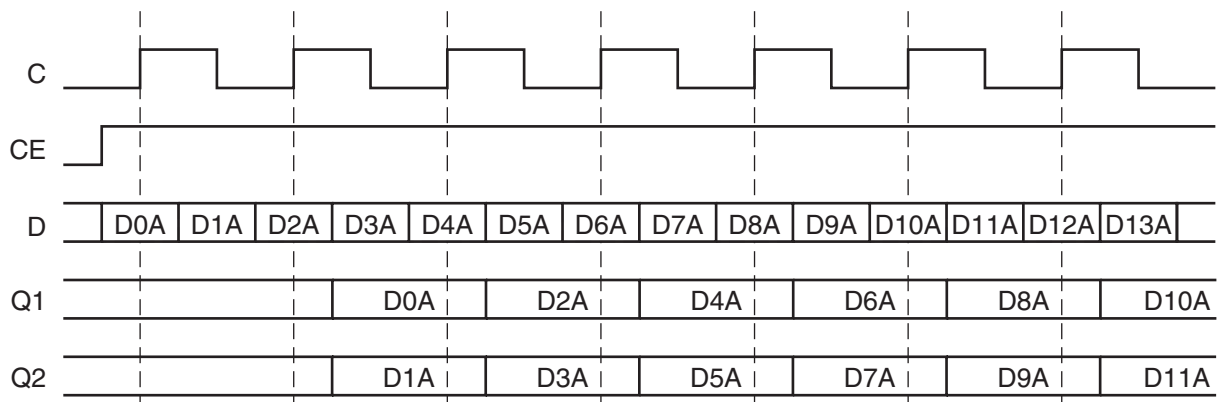 C
CE
D D0A D1A D2A D3A D4A D5A D6A D7A D8A D9A D10A D11A D12A D13A
Q1 D0A D2A D4A D6A D8A D10A
Q2 D1A D3A D5A D7A D9A D11A